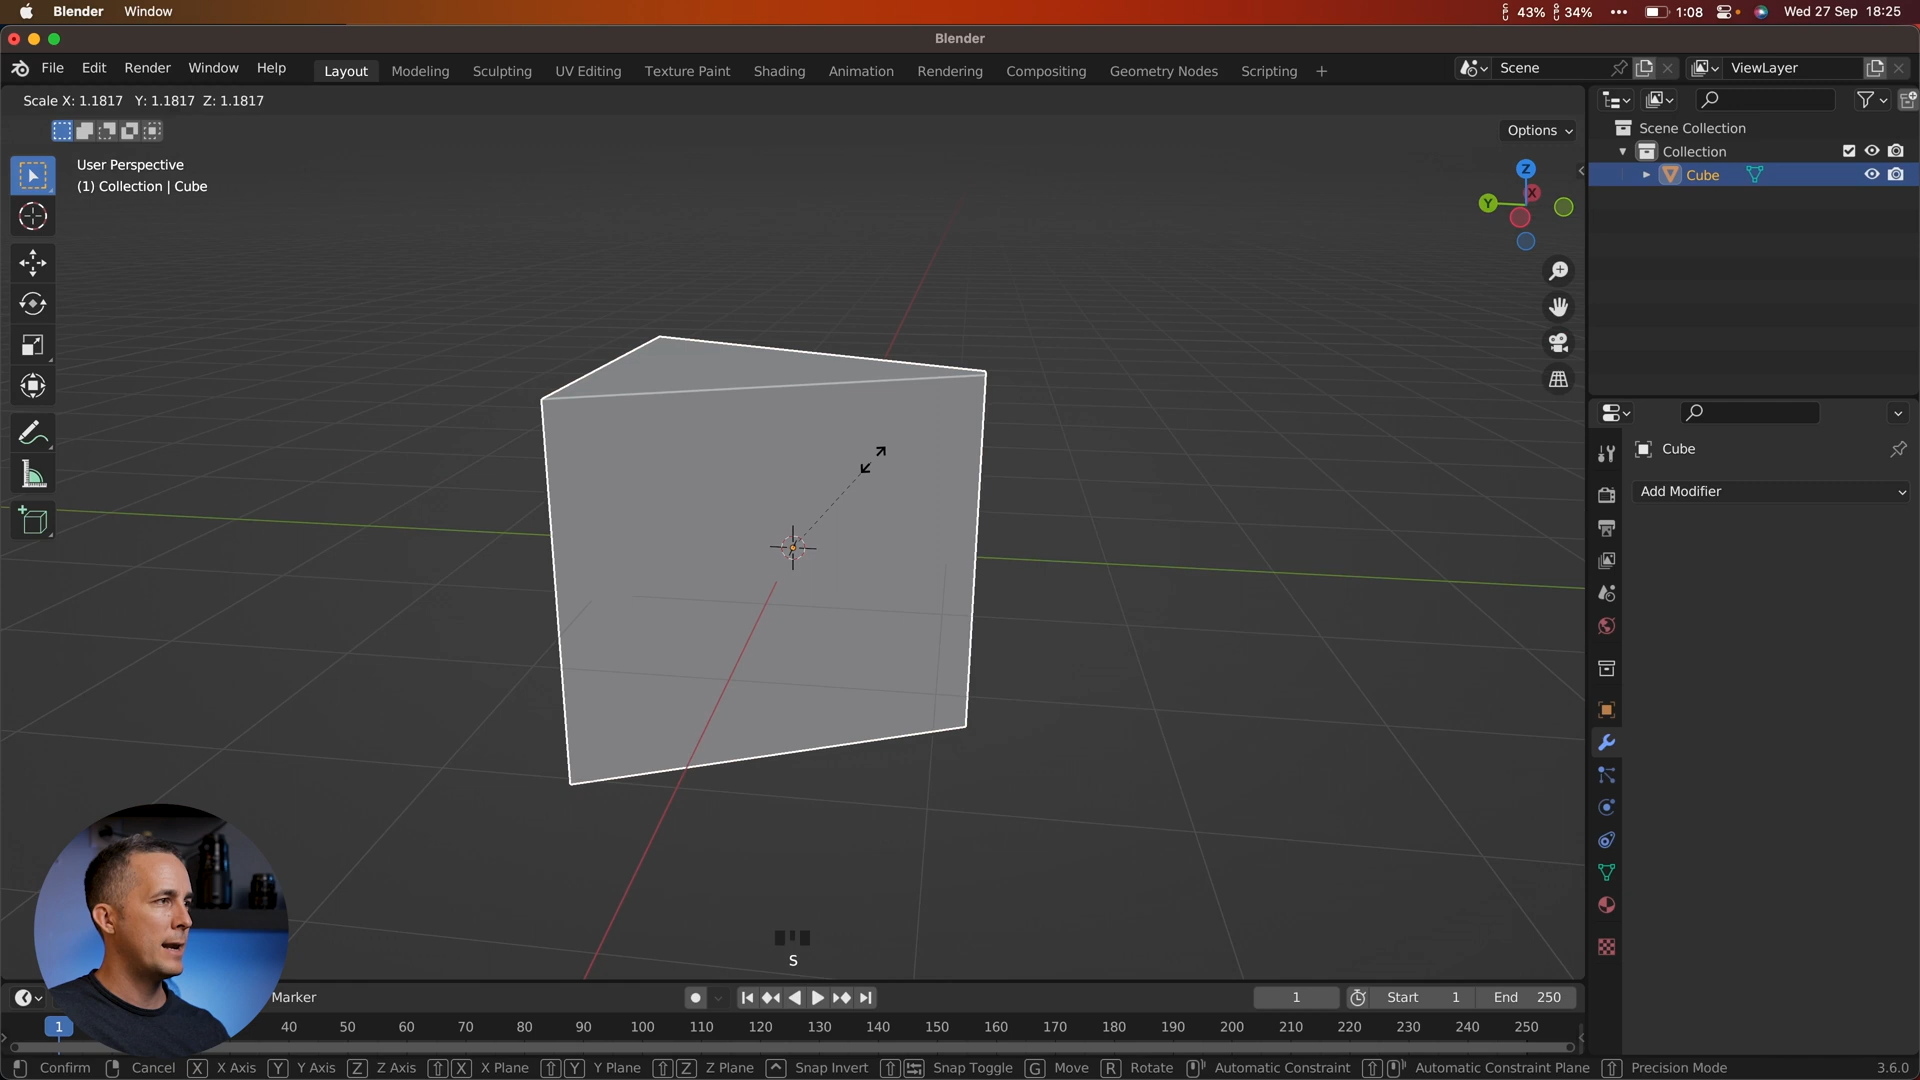 Blender Window 43% 34% 1:08 Wed 27 Sep 18:25
Blender
File Edit Render Window Help Layout Modeling Sculpting UV Editing Texture Paint Shading Animation Rendering Compositing Geometry Nodes Scripting + Scene ViewLayer
Scale X: 1.1817 Y: 1.1817 Z: 1.1817
Options
User Perspective
(1) Collection | Cube
Z
X
Y
Scene Collection
Collection
Cube
Cube
Add Modifier
S
Marker 1 Start 1 End 250
1 40 50 60 70 80 90 100 110 120 130 140 150 160 170 180 190 200 210 220 230 240 250
Confirm Cancel X X Axis Y Y Axis Z Z Axis X X Plane Y Y Plane Z Z Plane Snap Invert Snap Toggle G Move R Rotate Automatic Constraint Automatic Constraint Plane Precision Mode 3.6.0